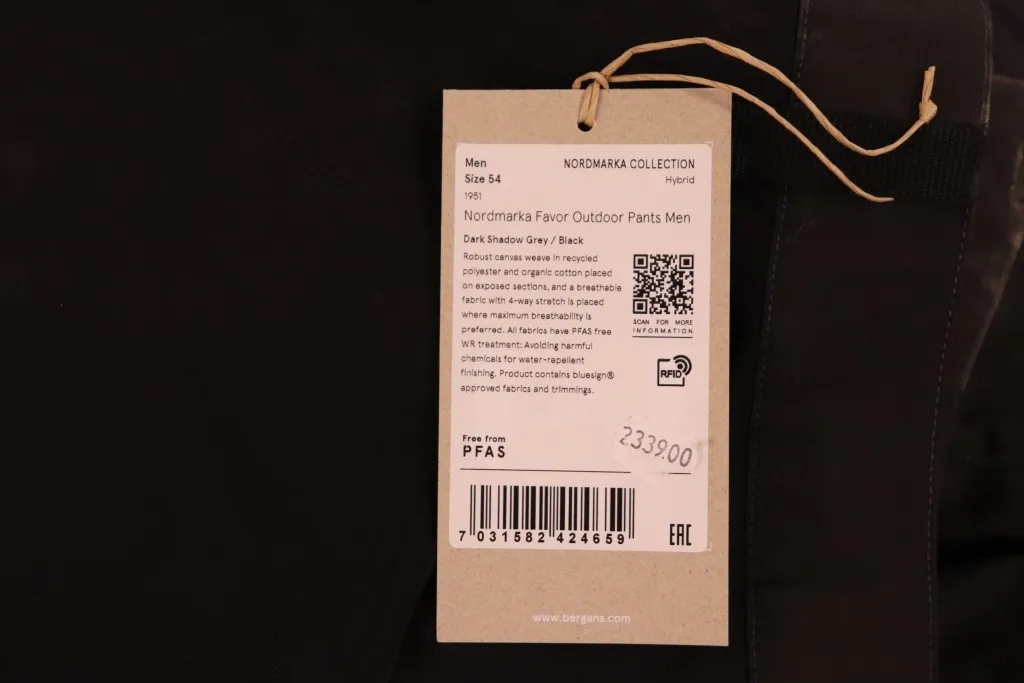 Men
NORDMARKA COLLECTION
Size 54
Hybrid
1951
Nordmarka Favor Outdoor Pants Men
Dark Shadow Grey / Black
Robust canvas weave in recycled
polyester and organic cotton placed
on exposed sections, and a breathable
fabric with 4-way stretch is placed
where maximum breathability is
preferred. All fabrics have PFAS free
WR treatment: Avoiding harmful
chemicals for water-repellent
finishing. Product contains bluesign®
approved fabrics and trimmings.
SCAN FOR MORE
INFORMATION
RFID
2339.00
Free from
PFAS
7 031582 424659
EAC
www.bergans.com